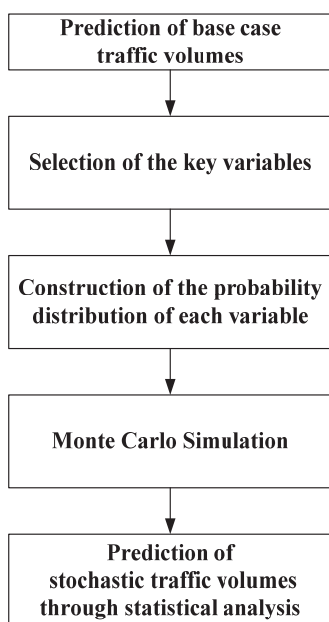 Prediction of base case
traffic volumes
Selection of the key variables
Construction of the probability
distribution of each variable
Monte Carlo Simulation
Prediction of
stochastic traffic volumes
through statistical analysis